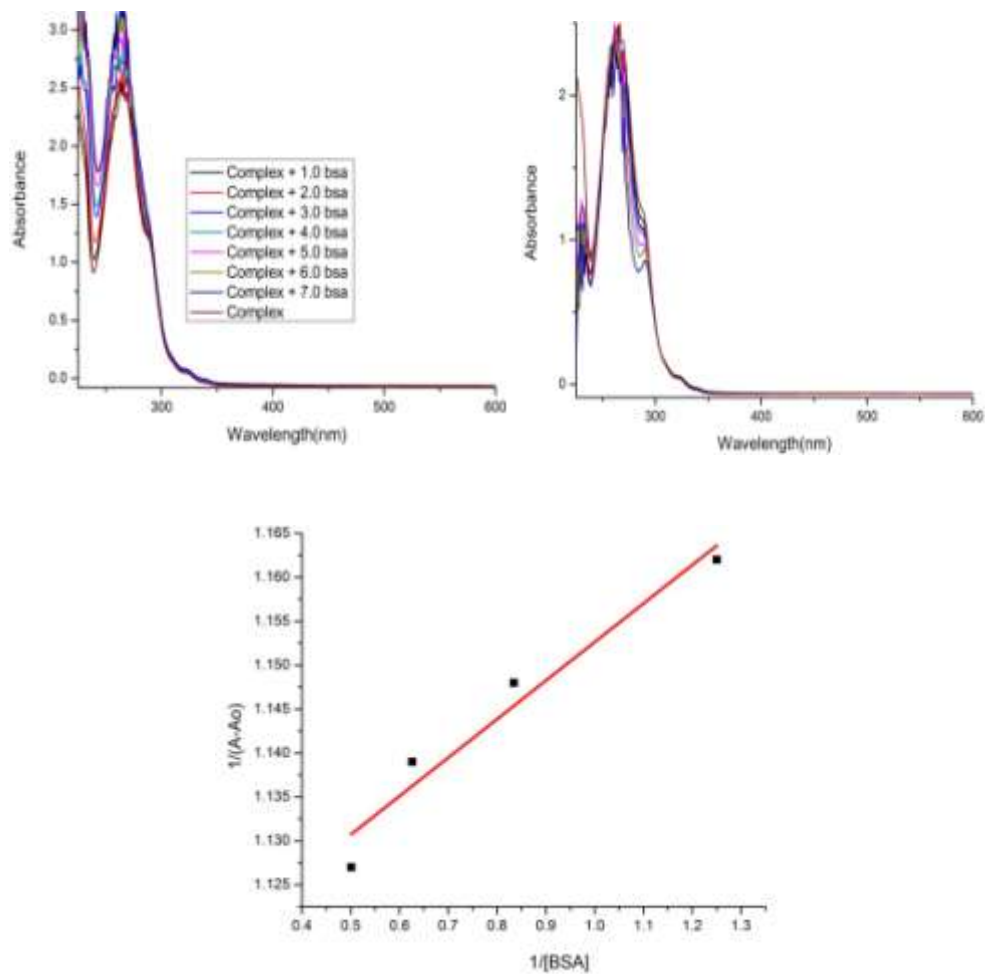 3.0
2.5
2.0
1.5
1.0
0.5
0.0
Absorbance
Complex + 1.0 bsa
Complex + 2.0 bsa
Complex + 3.0 bsa
Complex + 4.0 bsa
Complex + 5.0 bsa
Complex + 6.0 bsa
Complex + 7.0 bsa
Complex
300
400
500
600
Wavelength(nm)
2
1
0
Absorbance
300
400
500
600
Wavelength(nm)
1.165
1.160
1.155
1.150
1.145
1.140
1.135
1.130
1.125
1/(A-Ao)
0.4
0.5
0.6
0.7
0.8
0.9
1.0
1.1
1.2
1.3
1/[BSA]